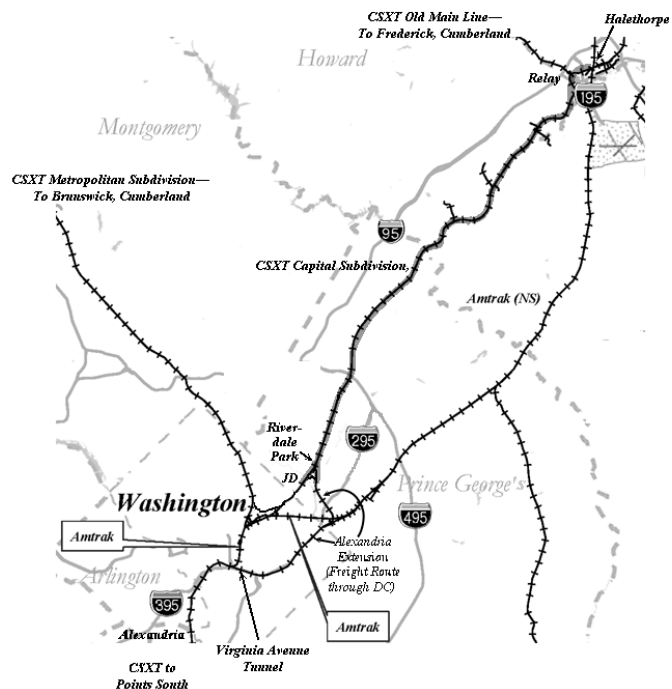 CSXT Old Main Line—
To Frederick, Cumberland
Halethorpe
Howard
Relay
195
Montgomery
CSXT Metropolitan Subdivision—
To Brunswick, Cumberland
95
CSXT Capital Subdivision
Amtrak (NS)
River-
dale
Park
295
JD
Prince George's
Washington
495
Amtrak
Alexandria
Extension
(Freight Route
through DC)
Arlington
395
Amtrak
Alexandria
Virginia Avenue
Tunnel
CSXT to
Points South